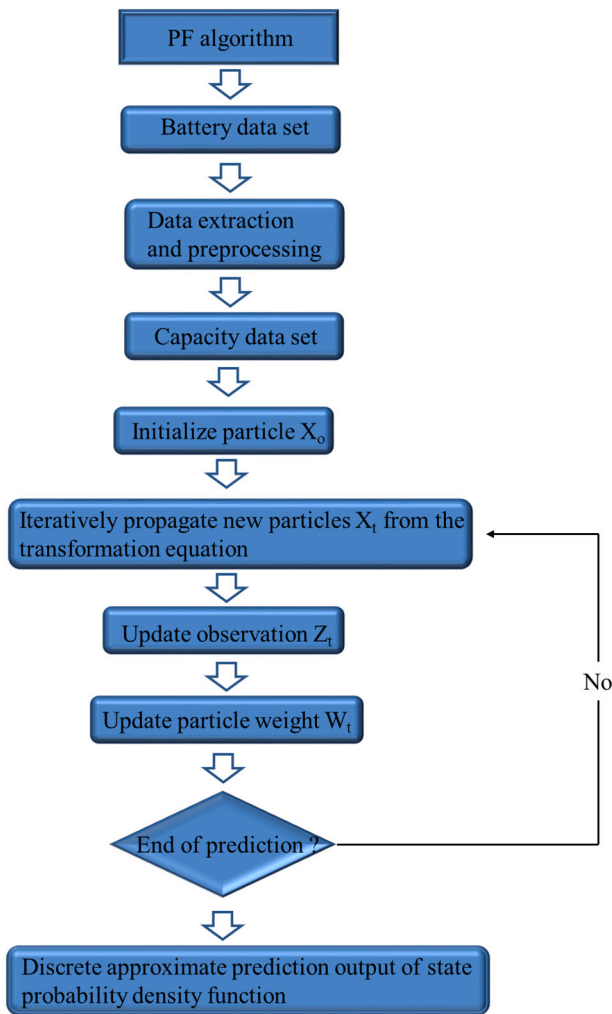 PF algorithm
Battery data set
Data extraction
and preprocessing
Capacity data set
Initialize particle Xₒ
Iteratively propagate new particles Xₜ from the
transformation equation
Update observation Zₜ
Update particle weight Wₜ
End of prediction ?
No
Discrete approximate prediction output of state
probability density function